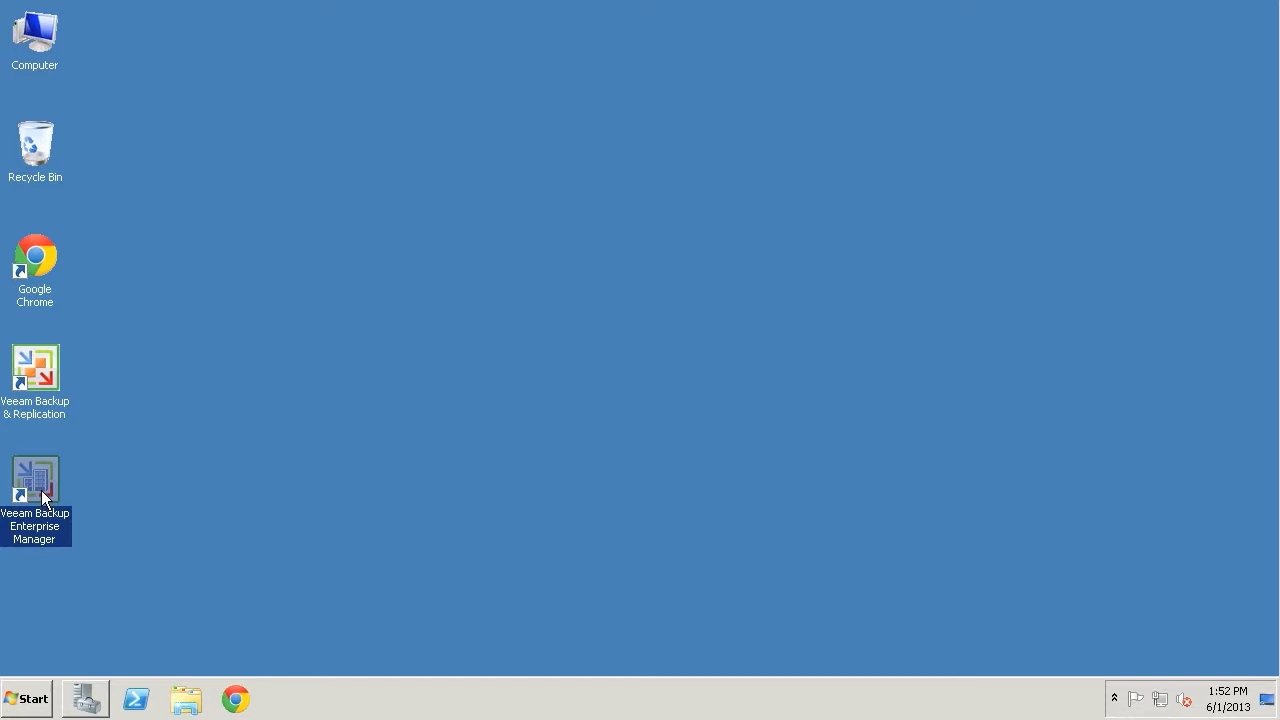 Computer
Recycle Bin
Google
Chrome
Veeam Backup
& Replication
Veeam Backup
Enterprise
Manager
Start
1:52 PM
6/1/2013